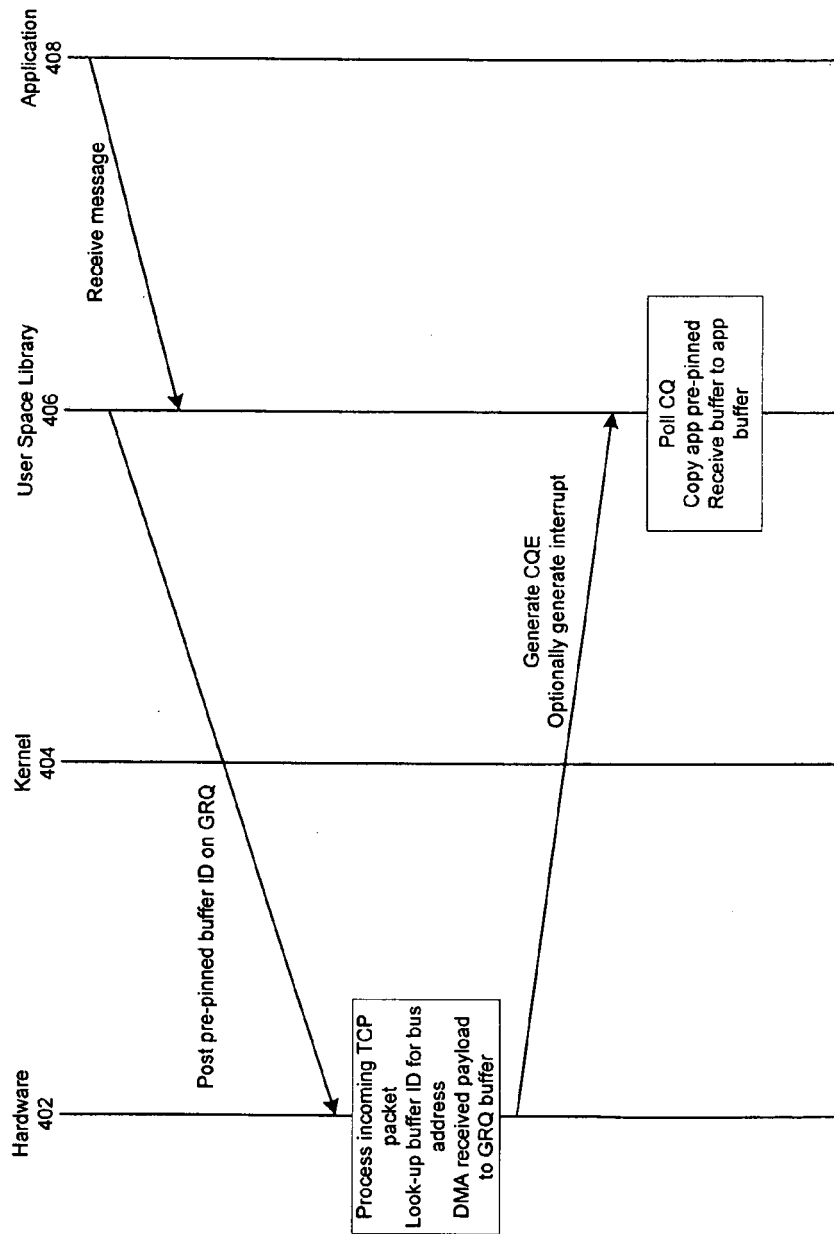 Hardware
402
Kernel
404
User Space Library
406
Application
408
Receive message
Post pre-pinned buffer ID on GRQ
Process incoming TCP
packet
Look-up buffer ID for bus
address
DMA received payload
to GRQ buffer
Generate CQE
Optionally generate interrupt
Poll CQ
Copy app pre-pinned
Receive buffer to app
buffer